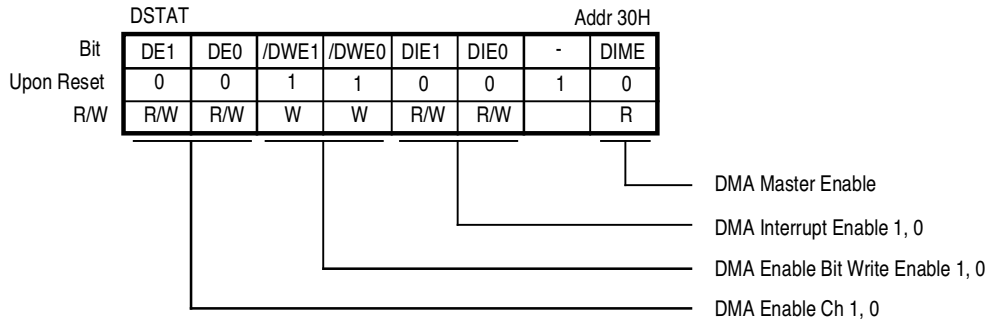 DSTAT Addr 30H
Bit DE1 DE0 /DWE1 /DWE0 DIE1 DIE0 - DIME
Upon Reset 0 0 1 1 0 0 1 0
R/W R/W R/W W W R/W R/W R
DMA Master Enable
DMA Interrupt Enable 1, 0
DMA Enable Bit Write Enable 1, 0
DMA Enable Ch 1, 0